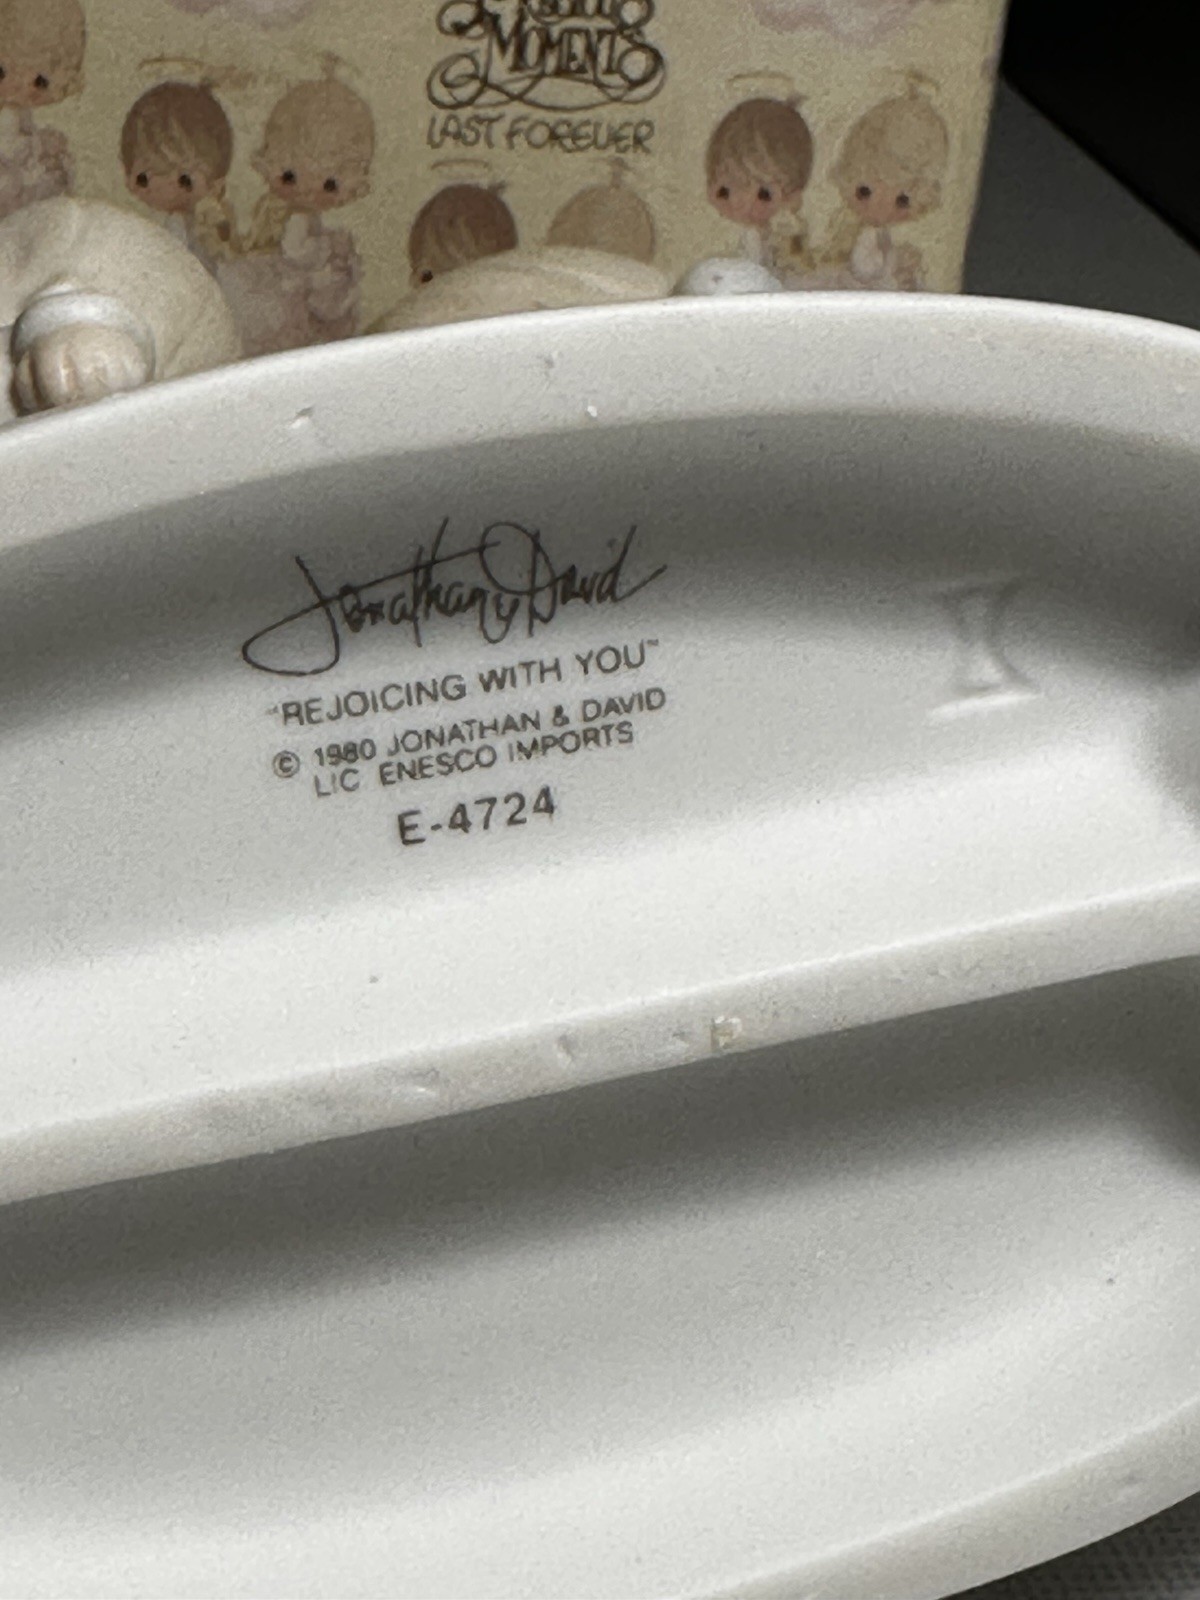 MOMENTS
LAST FOREVER
Jonathan & David
"REJOICING WITH YOU"
© 1980 JONATHAN & DAVID
LIC ENESCO IMPORTS
E-4724